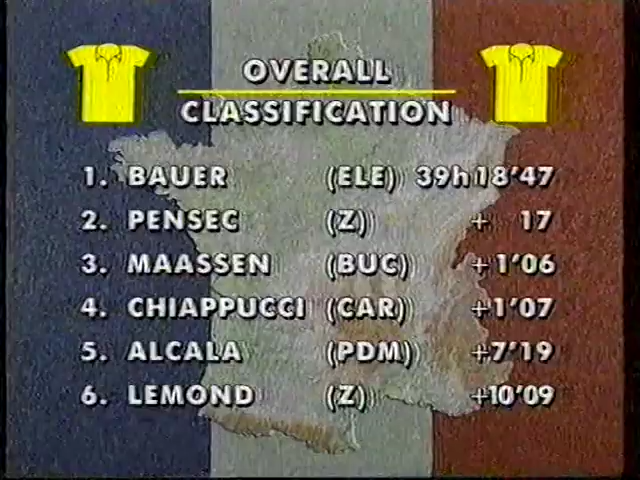 OVERALL
CLASSIFICATION
1. BAUER (ELE) 39h18'47
2. PENSEC (Z) + 17
3. MAASSEN (BUC) +1'06
4. CHIAPPUCCI (CAR) +1'07
5. ALCALA (PDM) +7'19
6. LEMOND (Z) +10'09